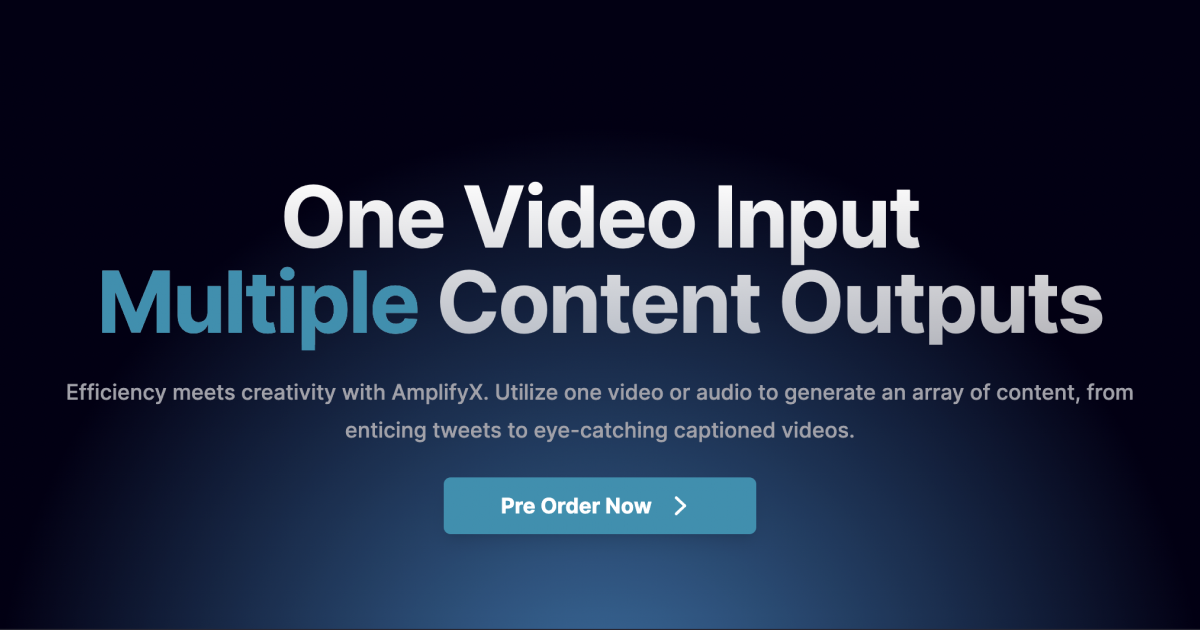 One Video Input
Multiple Content Outputs
Efficiency meets creativity with AmplifyX. Utilize one video or audio to generate an array of content, from
enticing tweets to eye-catching captioned videos.
Pre Order Now